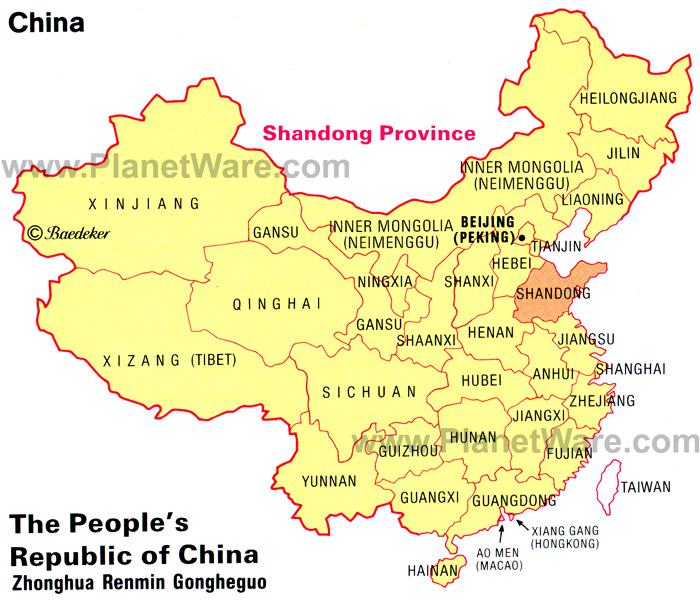 China
Shandong Province
HEILONGJIANG
JILIN
www.PlanetWare.com
INNER MONGOLIA
(NEIMENGGU)
LIAONING
XINJIANG
© Baedeker
GANSU
INNER MONGOLIA
(NEIMENGGU)
BEIJING
(PEKING)
TIANJIN
HEBEI
NINGXIA
SHANXI
SHANDONG
QINGHAI
GANSU
SHAANXI
HENAN
JIANGSU
XIZANG (TIBET)
SHANGHAI
ANHUI
HUBEI
SICHUAN
ZHEJIANG
JIANGXI
www.PlanetWare.com
HUNAN
GUIZHOU
FUJIAN
YUNNAN
TAIWAN
GUANGXI
GUANGDONG
XIANG GANG
(HONGKONG)
AO MEN
(MACAO)
HAINAN
The People's
Republic of China
Zhonghua Renmin Gongheguo